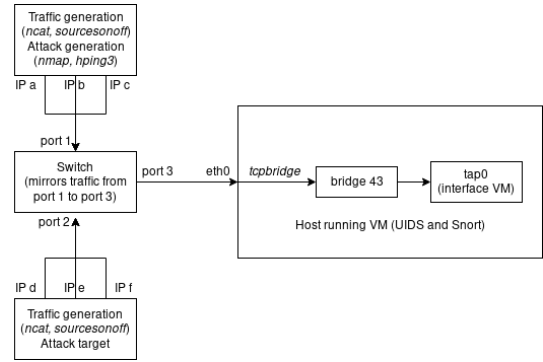 Traffic generation
(ncat, sourcesonoff)
Attack generation
(nmap, hping3)
IP a IP b IP c
port 1
Switch
(mirrors traffic from
port 1 to port 3)
port 3
eth0
tcpbridge
bridge 43
tap0
(interface VM)
Host running VM (UIDS and Snort)
port 2
IP d IP e IP f
Traffic generation
(ncat, sourcesonoff)
Attack target